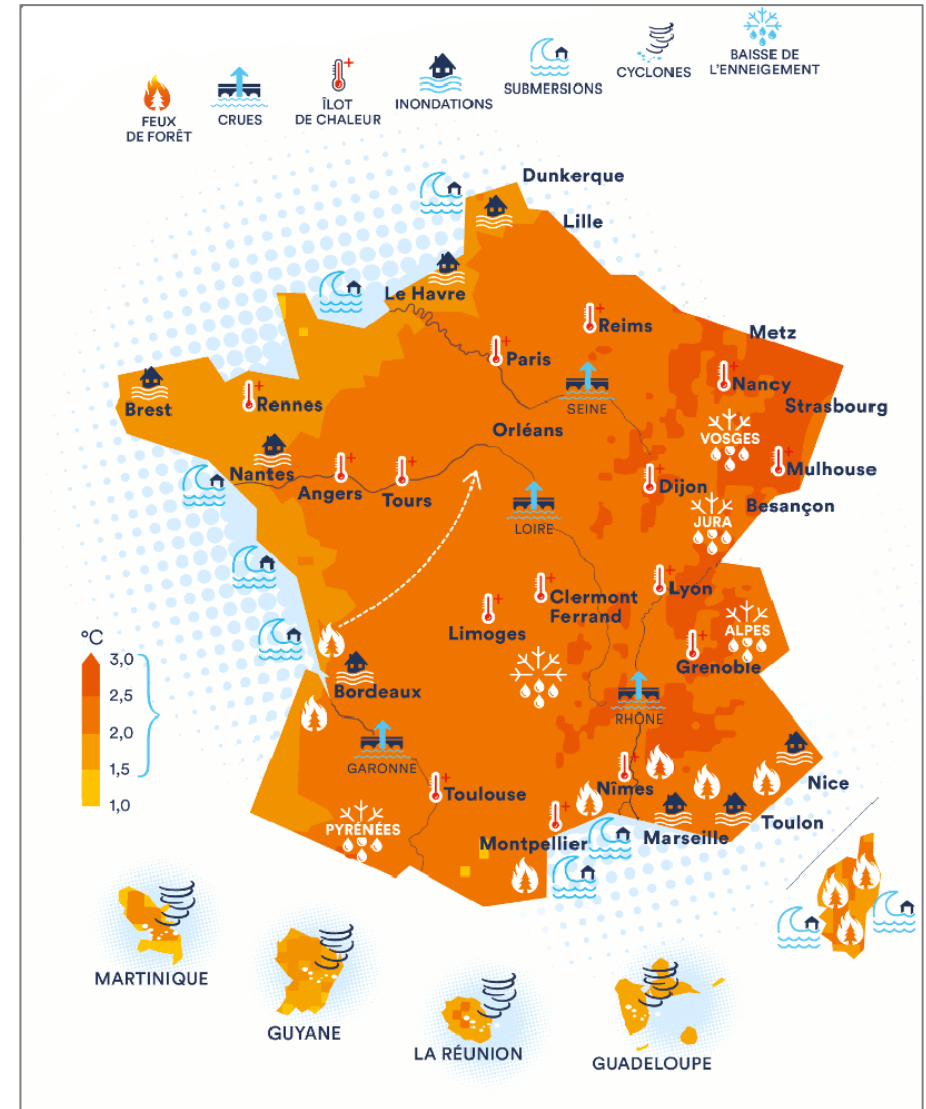 FEUX
DE FORÊT
CRUES
ÎLOT
DE CHALEUR
INONDATIONS
SUBMERSIONS
CYCLONES
BAISSE DE
L'ENNEIGEMENT
Dunkerque
Lille
Le Havre
Reims
Metz
Paris
Nancy
Brest
Rennes
SEINE
Strasbourg
Orléans
VOSGES
Nantes
Mulhouse
Angers
Tours
Dijon
Besançon
LOIRE
JURA
Clermont
Ferrand
Lyon
Limoges
ALPES
Grenoble
°C
3,0
2,5
2,0
1,5
1,0
Bordeaux
RHÔNE
GARONNE
Nîmes
Nice
Toulouse
Toulon
PYRÉNÉES
Montpellier
Marseille
MARTINIQUE
GUYANE
LA RÉUNION
GUADELOUPE